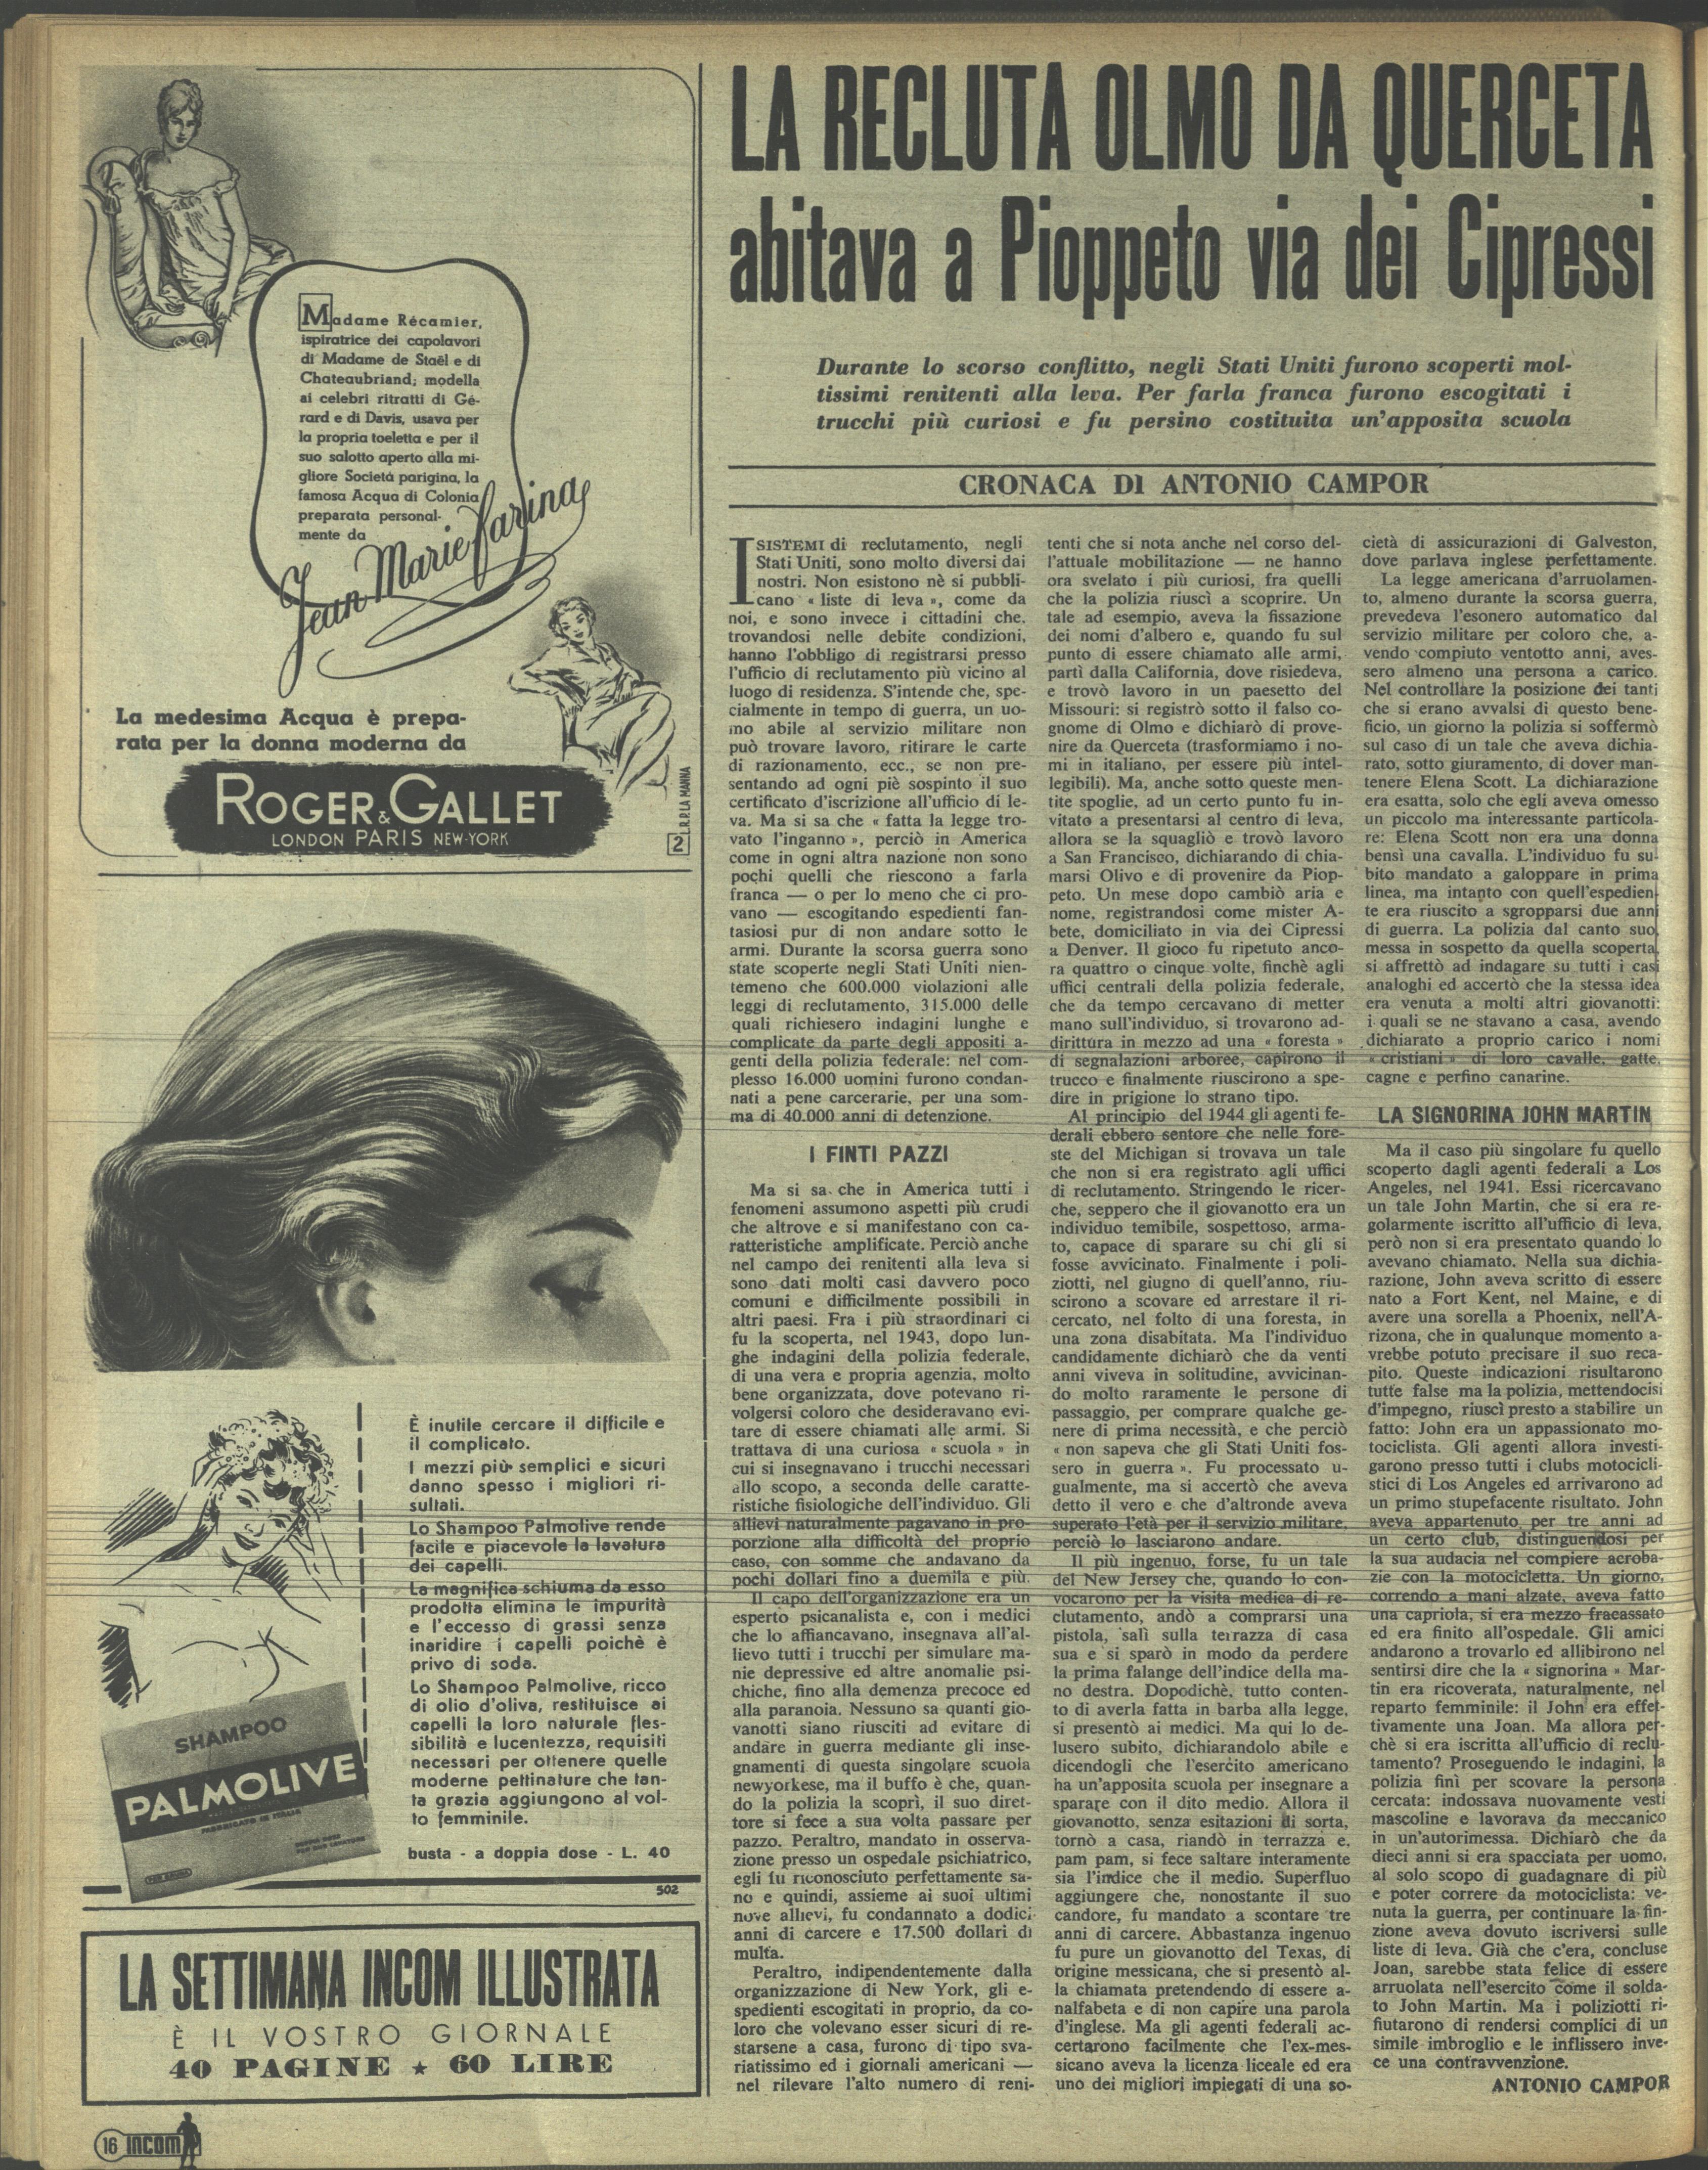 Madame Récamier,
ispiratrice dei capolavori
di Madame de Staël e di
Chateaubriand; modella
ai celebri ritratti di Gé-
rard e di Davis, usava per
la propria toeletta e per il
suo salotto aperto alla mi-
gliore Società parigina, la
famosa Acqua di Colonia
preparata personal-
mente da
Jean Marie Farina
La medesima Acqua è prepa-
rata per la donna moderna da
ROGER & GALLET
LONDON PARIS NEW-YORK
L.R.P. LA MANNA
2
È inutile cercare il difficile e
il complicato.
I mezzi più semplici e sicuri
danno spesso i migliori ri-
sultati.
Lo Shampoo Palmolive rende
facile e piacevole la lavatura
dei capelli.
La magnifica schiuma da esso
prodotta elimina le impurità
e l'eccesso di grassi senza
inaridire i capelli poichè è
privo di soda.
Lo Shampoo Palmolive, ricco
di olio d'oliva, restituisce ai
capelli la loro naturale fles-
sibilità e lucentezza, requisiti
necessari per ottenere quelle
moderne pettinature che tan-
ta grazia aggiungono al vol-
to femminile.
busta - a doppia dose - L. 40
SHAMPOO
PALMOLIVE
FABBRICATO IN ITALIA
502
LA SETTIMANA INCOM ILLUSTRATA
È IL VOSTRO GIORNALE
40 PAGINE ★ 60 LIRE
16 INCOM
LA RECLUTA OLMO DA QUERCETA
abitava a Pioppeto via dei Cipressi
Durante lo scorso conflitto, negli Stati Uniti furono scoperti mol-
tissimi renitenti alla leva. Per farla franca furono escogitati i
trucchi più curiosi e fu persino costituita un'apposita scuola
CRONACA DI ANTONIO CAMPOR
I SISTEMI di reclutamento, negli
Stati Uniti, sono molto diversi dai
nostri. Non esistono nè si pubbli-
cano « liste di leva », come da
noi, e sono invece i cittadini che,
trovandosi nelle debite condizioni,
hanno l'obbligo di registrarsi presso
l'ufficio di reclutamento più vicino al
luogo di residenza. S'intende che, spe-
cialmente in tempo di guerra, un uo-
mo abile al servizio militare non
può trovare lavoro, ritirare le carte
di razionamento, ecc., se non pre-
sentando ad ogni piè sospinto il suo
certificato d'iscrizione all'ufficio di le-
va. Ma si sa che « fatta la legge tro-
vato l'inganno », perciò in America
come in ogni altra nazione non sono
pochi quelli che riescono a farla
franca — o per lo meno che ci pro-
vano — escogitando espedienti fan-
tasiosi pur di non andare sotto le
armi. Durante la scorsa guerra sono
state scoperte negli Stati Uniti nien-
temeno che 600.000 violazioni alle
leggi di reclutamento, 315.000 delle
quali richiesero indagini lunghe e
complicate da parte degli appositi a-
genti della polizia federale: nel com-
plesso 16.000 uomini furono condan-
nati a pene carcerarie, per una som-
ma di 40.000 anni di detenzione.
I FINTI PAZZI
Ma si sa che in America tutti i
fenomeni assumono aspetti più crudi
che altrove e si manifestano con ca-
ratteristiche amplificate. Perciò anche
nel campo dei renitenti alla leva si
sono dati molti casi davvero poco
comuni e difficilmente possibili in
altri paesi. Fra i più straordinari ci
fu la scoperta, nel 1943, dopo lun-
ghe indagini della polizia federale,
di una vera e propria agenzia, molto
bene organizzata, dove potevano ri-
volgersi coloro che desideravano evi-
tare di essere chiamati alle armi. Si
trattava di una curiosa « scuola » in
cui si insegnavano i trucchi necessari
allo scopo, a seconda delle caratte-
ristiche fisiologiche dell'individuo. Gli
allievi naturalmente pagavano in pro-
porzione alla difficoltà del proprio
caso, con somme che andavano da
pochi dollari fino a duemila e più.
Il capo dell'organizzazione era un
esperto psicanalista e, con i medici
che lo affiancavano, insegnava all'al-
lievo tutti i trucchi per simulare ma-
nie depressive ed altre anomalie psi-
chiche, fino alla demenza precoce ed
alla paranoia. Nessuno sa quanti gio-
vanotti siano riusciti ad evitare di
andare in guerra mediante gli inse-
gnamenti di questa singolare scuola
newyorkese, ma il buffo è che, quan-
do la polizia la scoprì, il suo diret-
tore si fece a sua volta passare per
pazzo. Peraltro, mandato in osserva-
zione presso un ospedale psichiatrico,
egli fu riconosciuto perfettamente sa-
no e quindi, assieme ai suoi ultimi
nove allievi, fu condannato a dodici
anni di carcere e 17.500 dollari di
multa.
Peraltro, indipendentemente dalla
organizzazione di New York, gli e-
spedienti escogitati in proprio, da co-
loro che volevano esser sicuri di re-
starsene a casa, furono di tipo sva-
riatissimo ed i giornali americani —
nel rilevare l'alto numero di reni-
tenti che si nota anche nel corso del-
l'attuale mobilitazione — ne hanno
ora svelato i più curiosi, fra quelli
che la polizia riuscì a scoprire. Un
tale ad esempio, aveva la fissazione
dei nomi d'albero e, quando fu sul
punto di essere chiamato alle armi,
partì dalla California, dove risiedeva,
e trovò lavoro in un paesetto del
Missouri: si registrò sotto il falso co-
gnome di Olmo e dichiarò di prove-
nire da Querceta (trasformiamo i no-
mi in italiano, per essere più intel-
legibili). Ma, anche sotto queste men-
tite spoglie, ad un certo punto fu in-
vitato a presentarsi al centro di leva,
allora se la squagliò e trovò lavoro
a San Francisco, dichiarando di chia-
marsi Olivo e di provenire da Piop-
peto. Un mese dopo cambiò aria e
nome, registrandosi come mister A-
bete, domiciliato in via dei Cipressi
a Denver. Il gioco fu ripetuto anco-
ra quattro o cinque volte, finchè agli
uffici centrali della polizia federale,
che da tempo cercavano di metter
mano sull'individuo, si trovarono ad-
dirittura in mezzo ad una « foresta »
di segnalazioni arboree, capirono il
trucco e finalmente riuscirono a spe-
dire in prigione lo strano tipo.
Al principio del 1944 gli agenti fe-
derali ebbero sentore che nelle fore-
ste del Michigan si trovava un tale
che non si era registrato agli uffici
di reclutamento. Stringendo le ricer-
che, seppero che il giovanotto era un
individuo temibile, sospettoso, arma-
to, capace di sparare su chi gli si
fosse avvicinato. Finalmente i poli-
ziotti, nel giugno di quell'anno, riu-
scirono a scovare ed arrestare il ri-
cercato, nel folto di una foresta, in
una zona disabitata. Ma l'individuo
candidamente dichiarò che da venti
anni viveva in solitudine, avvicinan-
do molto raramente le persone di
passaggio, per comprare qualche ge-
nere di prima necessità, e che perciò
« non sapeva che gli Stati Uniti fos-
sero in guerra ». Fu processato u-
gualmente, ma si accertò che aveva
detto il vero e che d'altronde aveva
superato l'età per il servizio militare,
perciò lo lasciarono andare.
Il più ingenuo, forse, fu un tale
del New Jersey che, quando lo con-
vocarono per la visita medica di re-
clutamento, andò a comprarsi una
pistola, salì sulla terrazza di casa
sua e si sparò in modo da perdere
la prima falange dell'indice della ma-
no destra. Dopodichè, tutto conten-
to di averla fatta in barba alla legge,
si presentò ai medici. Ma qui lo de-
lusero subito, dichiarandolo abile e
dicendogli che l'esercito americano
ha un'apposita scuola per insegnare a
sparare con il dito medio. Allora il
giovanotto, senza esitazioni di sorta,
tornò a casa, riandò in terrazza e,
pam pam, si fece saltare interamente
sia l'indice che il medio. Superfluo
aggiungere che, nonostante il suo
candore, fu mandato a scontare tre
anni di carcere. Abbastanza ingenuo
fu pure un giovanotto del Texas, di
origine messicana, che si presentò al-
la chiamata pretendendo di essere a-
nalfabeta e di non capire una parola
d'inglese. Ma gli agenti federali ac-
certarono facilmente che l'ex-mes-
sicano aveva la licenza liceale ed era
uno dei migliori impiegati di una so-
cietà di assicurazioni di Galveston,
dove parlava inglese perfettamente.
La legge americana d'arruolamen-
to, almeno durante la scorsa guerra,
prevedeva l'esonero automatico dal
servizio militare per coloro che, a-
vendo compiuto ventotto anni, aves-
sero almeno una persona a carico.
Nel controllare la posizione dei tanti
che si erano avvalsi di questo bene-
ficio, un giorno la polizia si soffermò
sul caso di un tale che aveva dichia-
rato, sotto giuramento, di dover man-
tenere Elena Scott. La dichiarazione
era esatta, solo che egli aveva omesso
un piccolo ma interessante particola-
re: Elena Scott non era una donna
bensì una cavalla. L'individuo fu su-
bito mandato a galoppare in prima
linea, ma intanto con quell'espedien-
te era riuscito a sgropparsi due anni
di guerra. La polizia dal canto suo,
messa in sospetto da quella scoperta,
si affrettò ad indagare su tutti i casi
analoghi ed accertò che la stessa idea
era venuta a molti altri giovanotti:
i quali se ne stavano a casa, avendo
dichiarato a proprio carico i nomi
« cristiani » di loro cavalle, gatte,
cagne e perfino canarine.
LA SIGNORINA JOHN MARTIN
Ma il caso più singolare fu quello
scoperto dagli agenti federali a Los
Angeles, nel 1941. Essi ricercavano
un tale John Martin, che si era re-
golarmente iscritto all'ufficio di leva,
però non si era presentato quando lo
avevano chiamato. Nella sua dichia-
razione, John aveva scritto di essere
nato a Fort Kent, nel Maine, e di
avere una sorella a Phoenix, nell'A-
rizona, che in qualunque momento a-
vrebbe potuto precisare il suo reca-
pito. Queste indicazioni risultarono
tutte false ma la polizia, mettendocisi
d'impegno, riuscì presto a stabilire un
fatto: John era un appassionato mo-
tociclista. Gli agenti allora investi-
garono presso tutti i clubs motocicli-
stici di Los Angeles ed arrivarono ad
un primo stupefacente risultato. John
aveva appartenuto per tre anni ad
un certo club, distinguendosi per
la sua audacia nel compiere acroba-
zie con la motocicletta. Un giorno,
correndo a mani alzate, aveva fatto
una capriola, si era mezzo fracassato
ed era finito all'ospedale. Gli amici
andarono a trovarlo ed allibirono nel
sentirsi dire che la « signorina » Mar-
tin era ricoverata, naturalmente, nel
reparto femminile: il John era effet-
tivamente una Joan. Ma allora per-
chè si era iscritta all'ufficio di reclu-
tamento? Proseguendo le indagini, la
polizia finì per scovare la persona
cercata: indossava nuovamente vesti
mascoline e lavorava da meccanico
in un'autorimessa. Dichiarò che da
dieci anni si era spacciata per uomo,
al solo scopo di guadagnare di più
e poter correre da motociclista: ve-
nuta la guerra, per continuare la fin-
zione aveva dovuto iscriversi sulle
liste di leva. Già che c'era, concluse
Joan, sarebbe stata felice di essere
arruolata nell'esercito come il solda-
to John Martin. Ma i poliziotti ri-
fiutarono di rendersi complici di un
simile imbroglio e le inflissero inve-
ce una contravvenzione.
ANTONIO CAMPOR